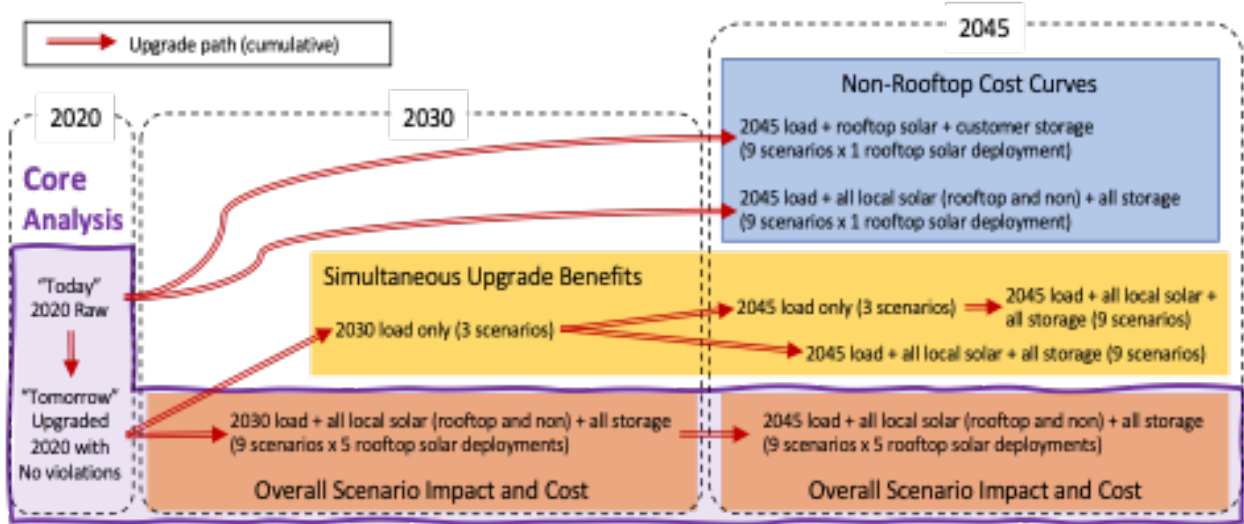 Upgrade path (cumulative)
2020
2030
2045
Core
Analysis
"Today"
2020 Raw
"Tomorrow"
Upgraded
2020 with
No violations
Non-Rooftop Cost Curves
2045 load + rooftop solar + customer storage
(9 scenarios x 1 rooftop solar deployment)
2045 load + all local solar (rooftop and non) + all storage
(9 scenarios x 1 rooftop solar deployment)
Simultaneous Upgrade Benefits
2030 load only (3 scenarios)
2045 load only (3 scenarios)
2045 load + all local solar +
all storage (9 scenarios)
2045 load + all local solar + all storage (9 scenarios)
2030 load + all local solar (rooftop and non) + all storage
(9 scenarios x 5 rooftop solar deployments)
Overall Scenario Impact and Cost
2045 load + all local solar (rooftop and non) + all storage
(9 scenarios x 5 rooftop solar deployments)
Overall Scenario Impact and Cost